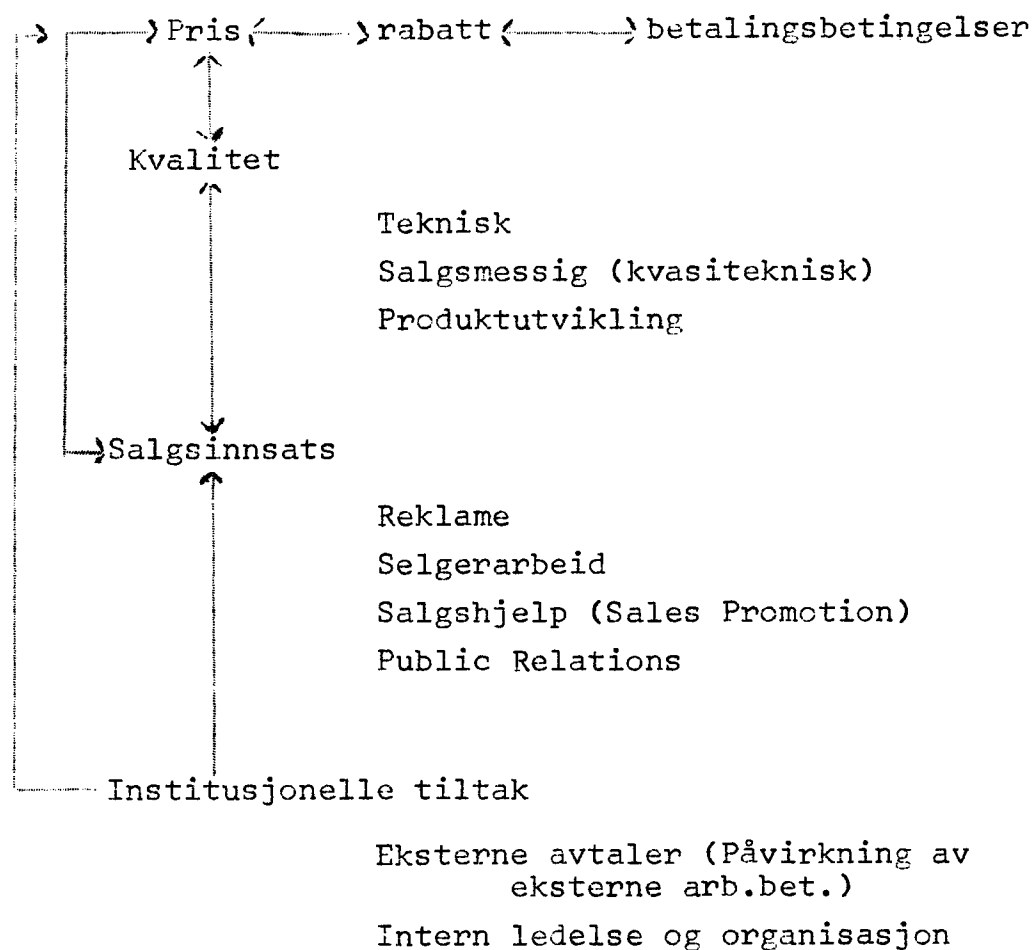 Pris rabatt betalingsbetingelser
Kvalitet
Teknisk
Salgsmessig (kvasiteknisk)
Produktutvikling
Salgsinnsats
Reklame
Selgerarbeid
Salgshjelp (Sales Promotion)
Public Relations
Institusjonelle tiltak
Eksterne avtaler (Påvirkning av
eksterne arb.bet.)
Intern ledelse og organisasjon